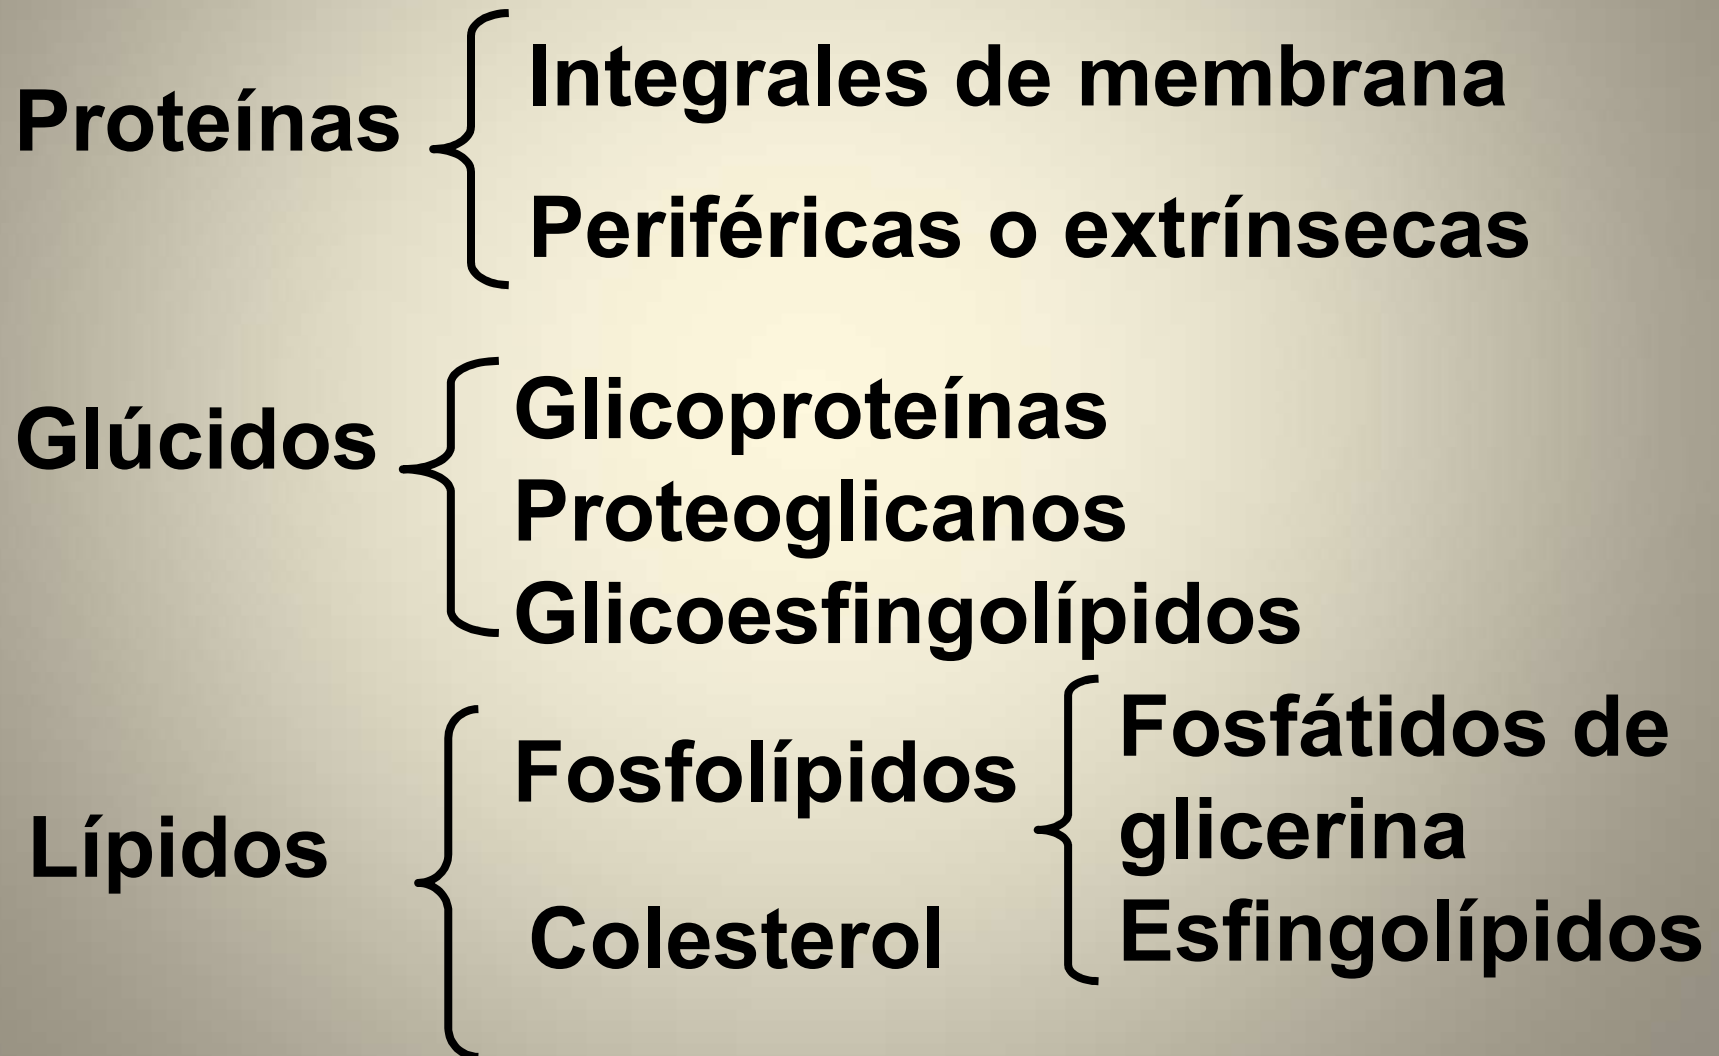 Proteínas
Integrales de membrana
Periféricas o extrínsecas
Glúcidos
Glicoproteínas
Proteoglicanos
Glicoesfingolípidos
Lípidos
Fosfolípidos
Fosfátidos de
glicerina
Esfingolípidos
Colesterol